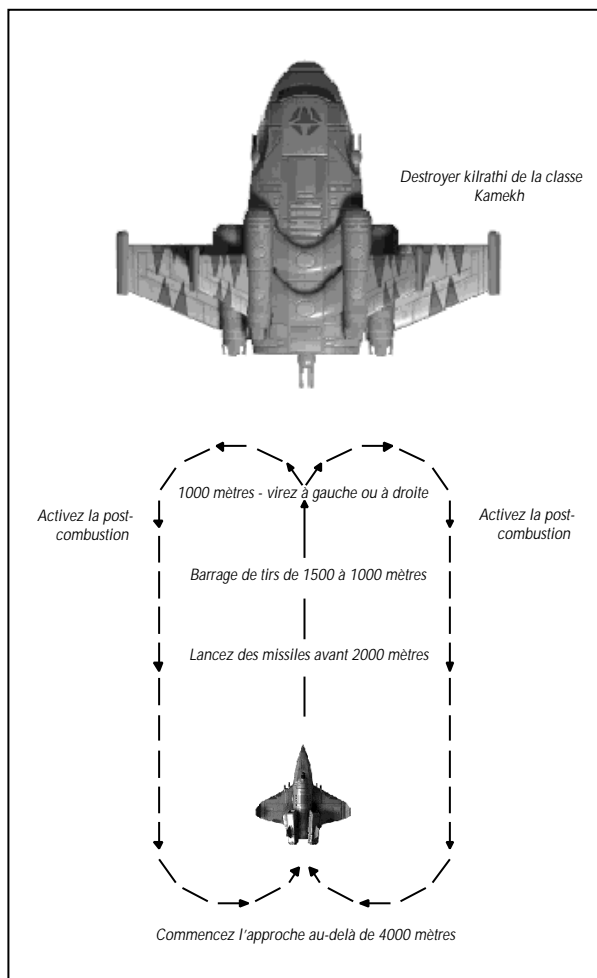 Destroyer kilrathi de la classe
Kamekh
1000 mètres - virez à gauche ou à droite
Activez la post-
combustion
Activez la post-
combustion
Barrage de tirs de 1500 à 1000 mètres
Lancez des missiles avant 2000 mètres
Commencez l'approche au-delà de 4000 mètres